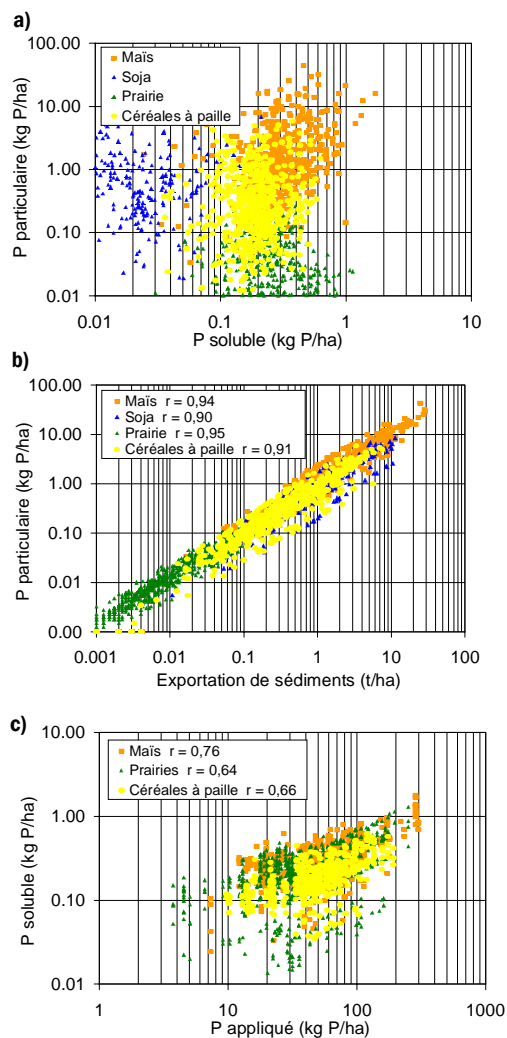 a)
100.00
10.00
1.00
0.10
0.01
P particulaire (kg P/ha)
Maïs
Soja
Prairie
Céréales à paille
0.01
0.10
1
10
P soluble (kg P/ha)
b)
100.00
10.00
1.00
0.10
0.01
0.00
P particulaire (kg P/ha)
Maïs r = 0,94
Soja r = 0,90
Prairie r = 0,95
Céréales à paille r = 0,91
0.001
0.01
0.1
1
10
100
Exportation de sédiments (t/ha)
c)
10.00
1.00
0.10
0.01
P soluble (kg P/ha)
Maïs r = 0,76
Prairies r = 0,64
Céréales à paille r = 0,66
1
10
100
1000
P appliqué (kg P/ha)